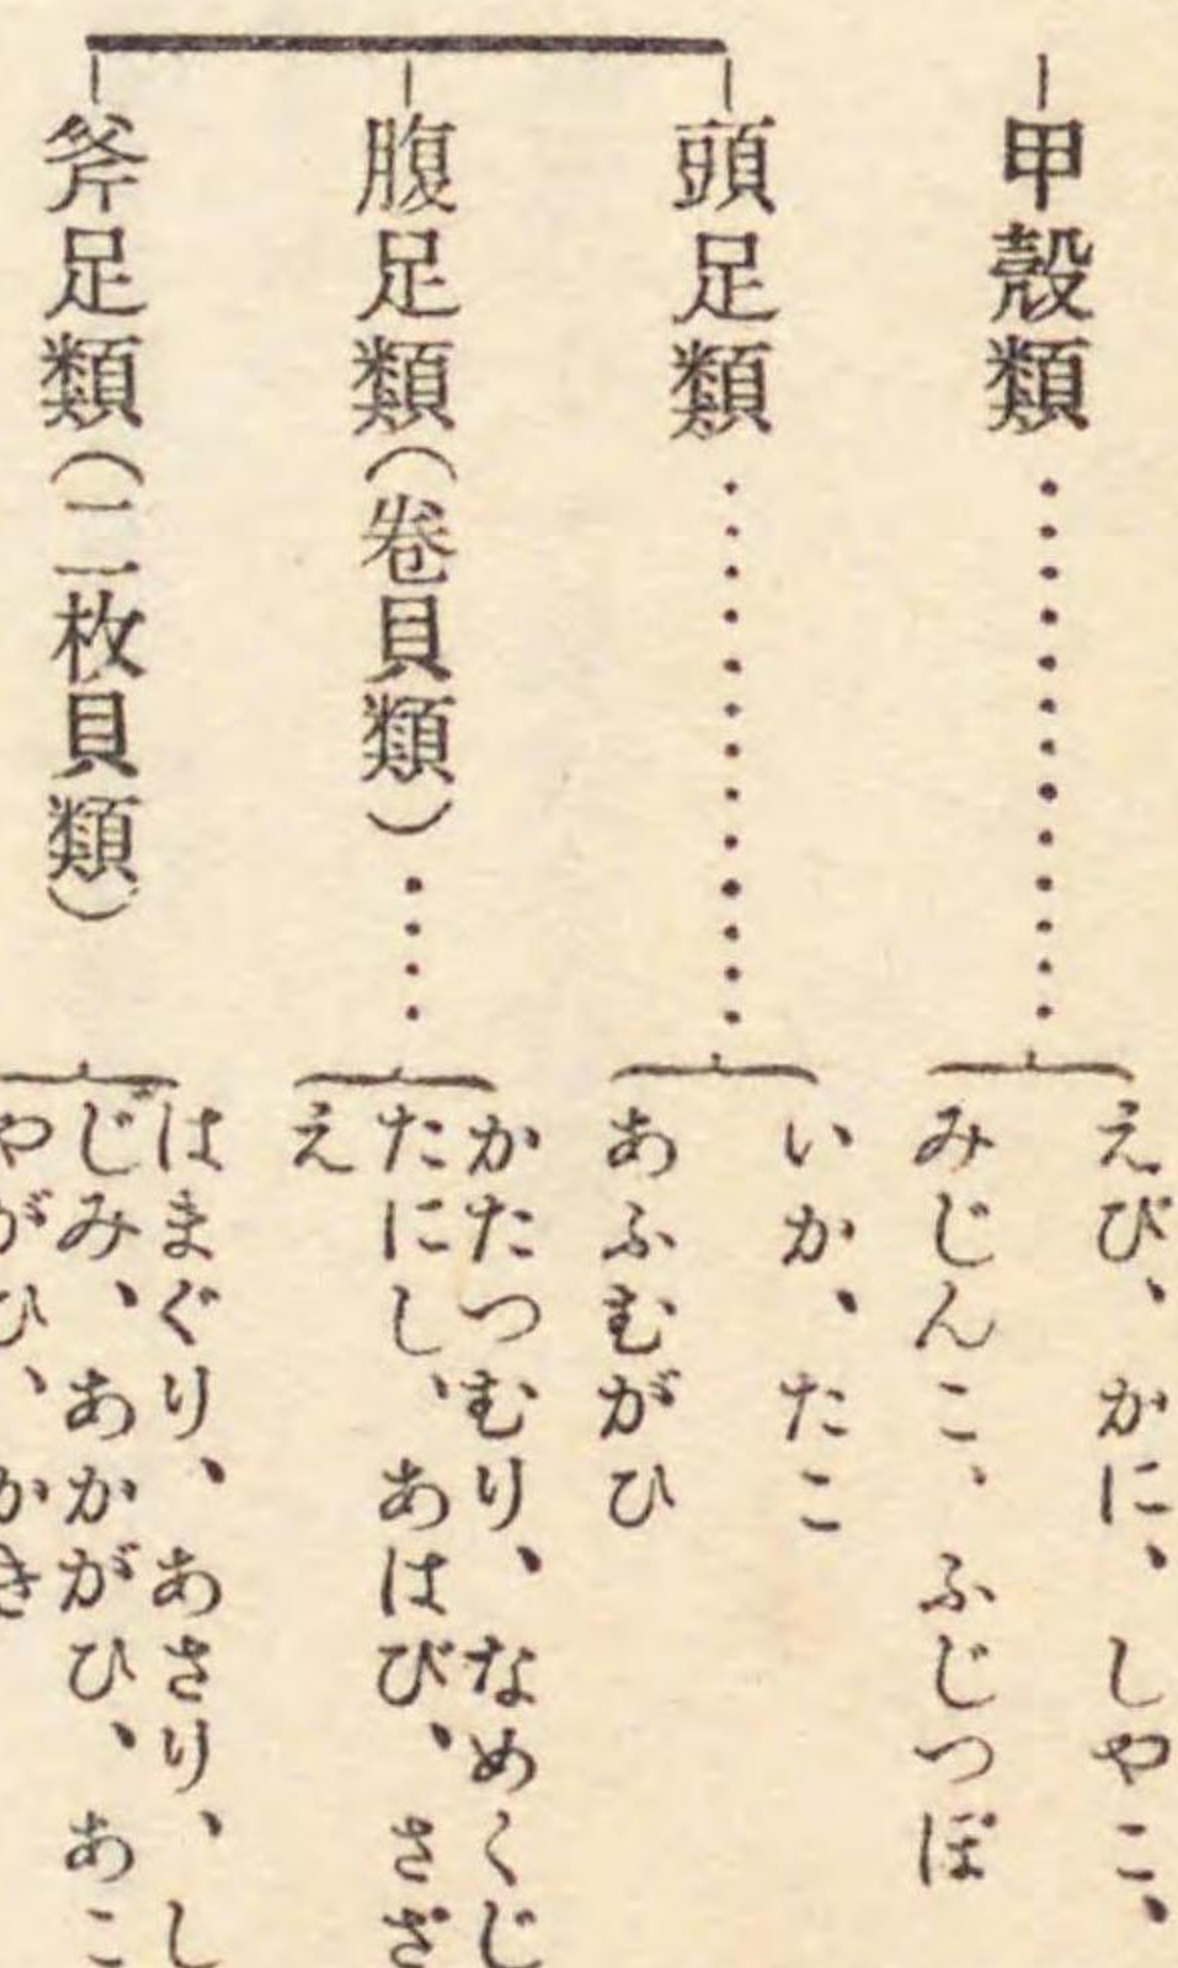 甲殼類…………
えび、かに、しやこ、
みじんこ、ふじつぼ
頭足類…………
いか、たこ
あふむがひ
腹足類(卷貝類)……
かたつむり、なめくじ
たにし、あはび、さざ
え
斧足類(二枚貝類)
はまぐり、あさり、し
じみ、あかがひ、あこ
やがひ、かき